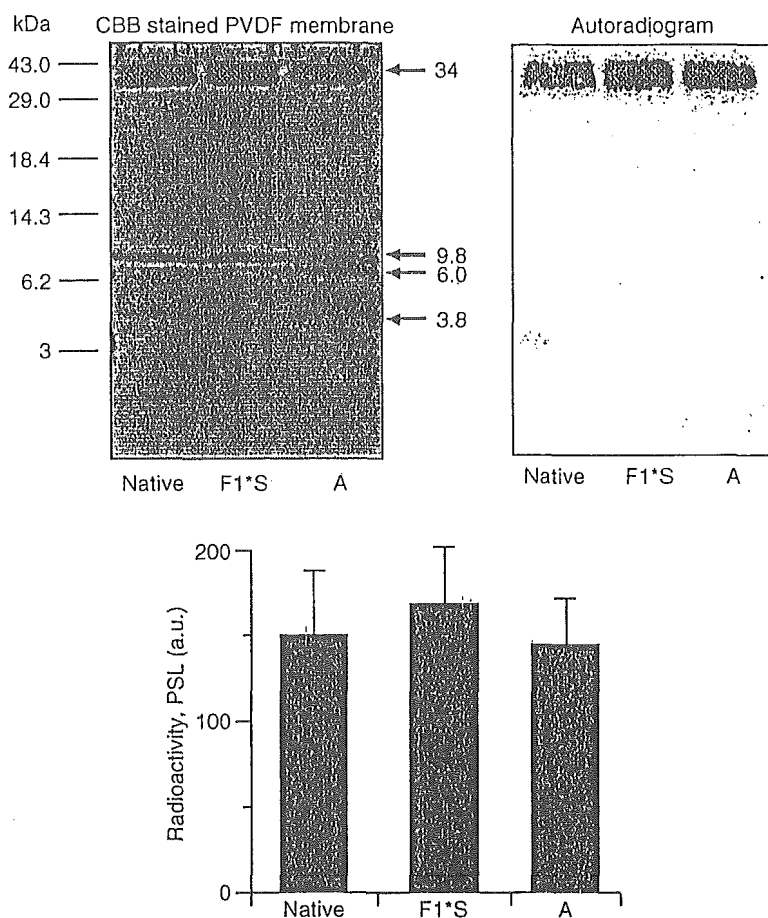 kDa
CBB stained PVDF membrane
43.0
29.0
18.4
14.3
6.2
3
34
9.8
6.0
3.8
Native F1*S A
Autoradiogram
Native F1*S A
Radioactivity, PSL (a.u.)
200
100
0
Native F1*S A